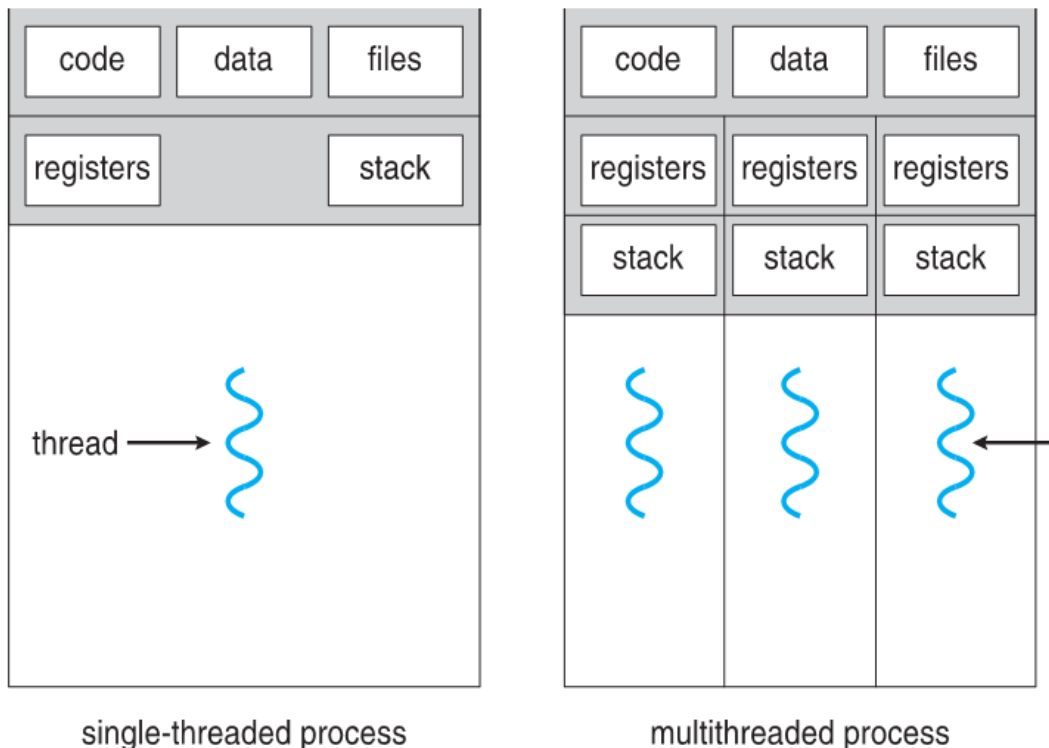 code data files
registers stack
thread
single-threaded process
code data files
registers registers registers
stack stack stack
multithreaded process